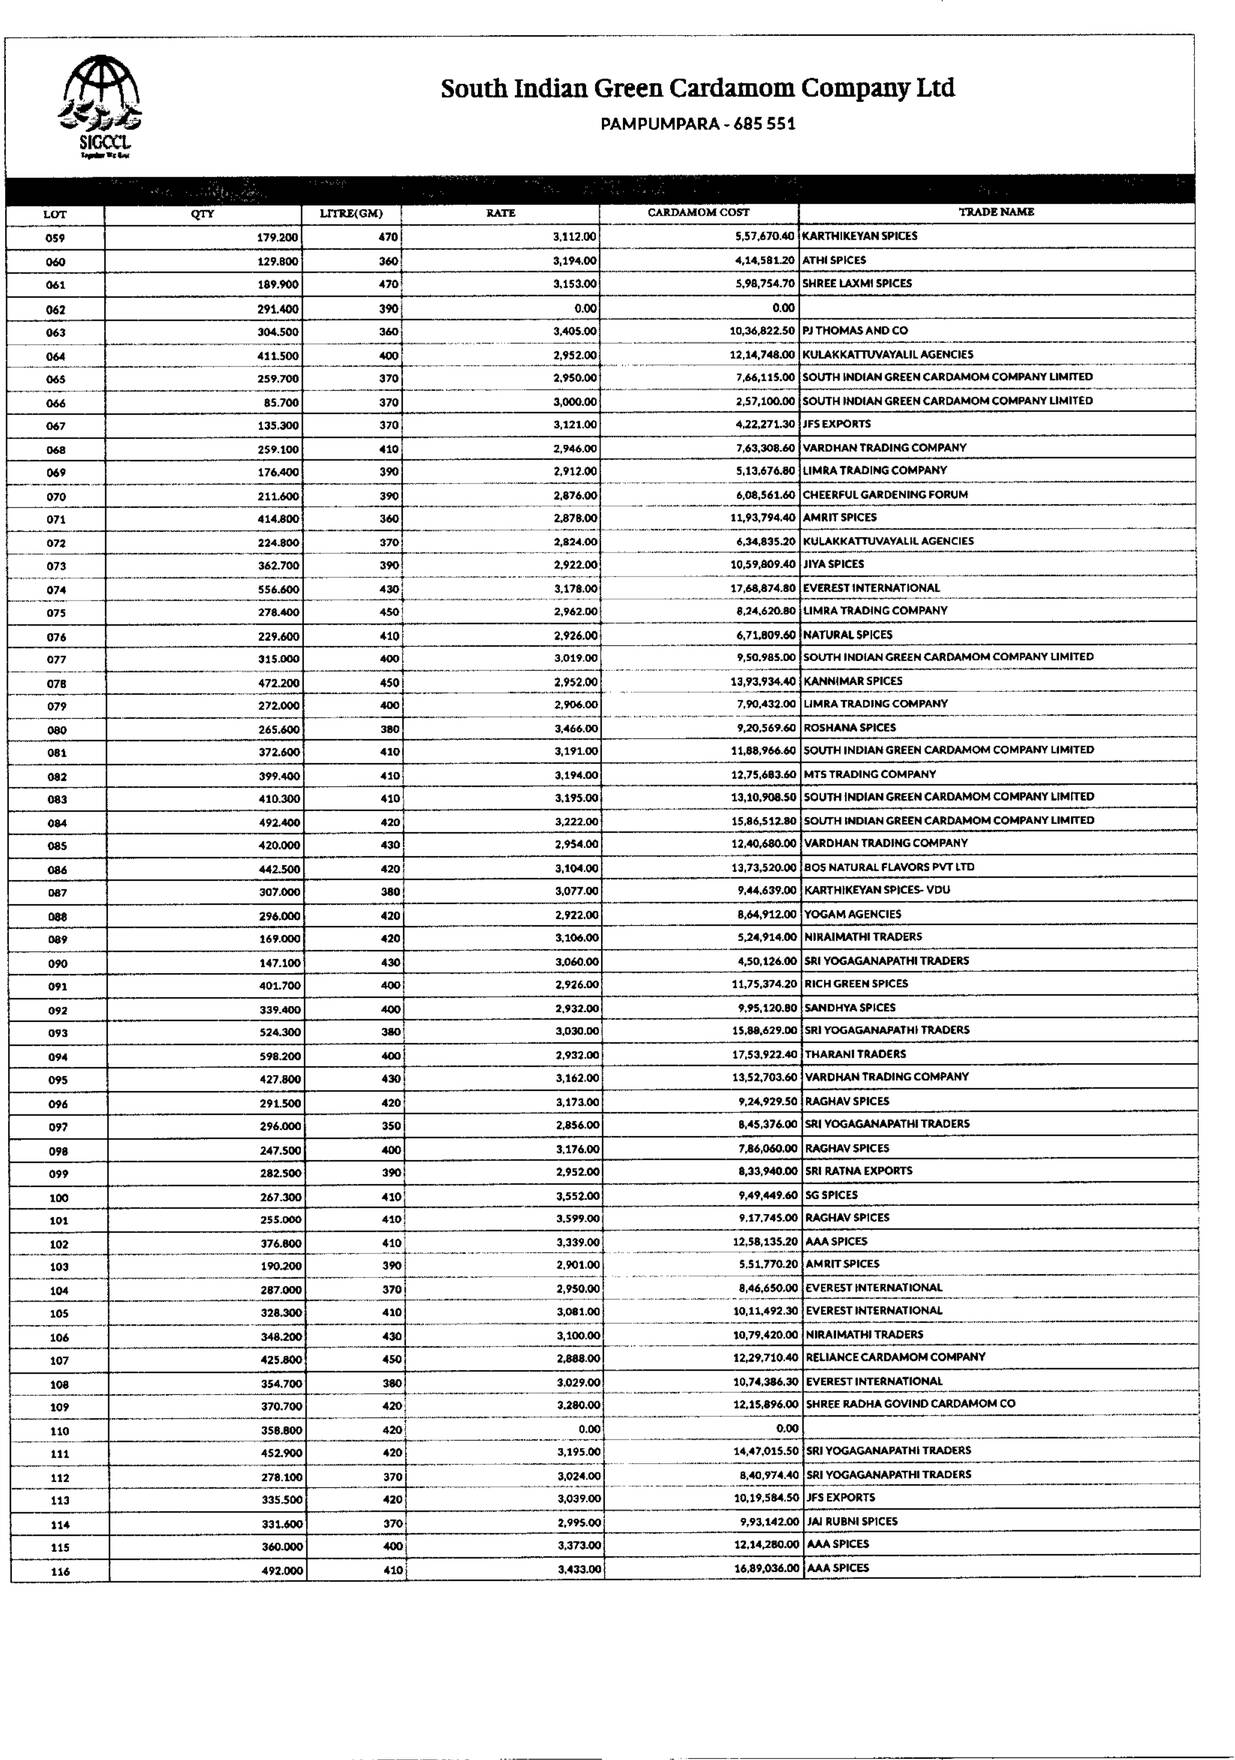 South Indian Green Cardamom Company Ltd
PAMPUMPARA - 685 551
SIGCCL
LOT QTY LITRE(GM) RATE CARDAMOM COST TRADE NAME
059 179.200 470 3,112.00 5,57,670.40 KARTHIKEYAN SPICES
060 129.800 360 3,194.00 4,14,581.20 ATHI SPICES
061 189.900 470 3,153.00 5,98,754.70 SHREE LAXMI SPICES
062 291.400 390 0.00 0.00
063 304.500 360 3,405.00 10,36,822.50 PJ THOMAS AND CO
064 411.500 400 2,952.00 12,14,748.00 KULAKKATTUVAYALIL AGENCIES
065 259.700 370 2,950.00 7,66,115.00 SOUTH INDIAN GREEN CARDAMOM COMPANY LIMITED
066 85.700 370 3,000.00 2,57,100.00 SOUTH INDIAN GREEN CARDAMOM COMPANY LIMITED
067 135.300 370 3,121.00 4,22,271.30 JFS EXPORTS
068 259.100 410 2,946.00 7,63,308.60 VARDHAN TRADING COMPANY
069 176.400 390 2,912.00 5,13,676.80 LIMRA TRADING COMPANY
070 211.600 390 2,876.00 6,08,561.60 CHEERFUL GARDENING FORUM
071 414.800 360 2,878.00 11,93,794.40 AMRIT SPICES
072 224.800 370 2,824.00 6,34,835.20 KULAKKATTUVAYALIL AGENCIES
073 362.700 390 2,922.00 10,59,809.40 JIYA SPICES
074 556.600 430 3,178.00 17,68,874.80 EVEREST INTERNATIONAL
075 278.400 450 2,962.00 8,24,620.80 LIMRA TRADING COMPANY
076 229.600 410 2,926.00 6,71,809.60 NATURAL SPICES
077 315.000 400 3,019.00 9,50,985.00 SOUTH INDIAN GREEN CARDAMOM COMPANY LIMITED
078 472.200 450 2,952.00 13,93,934.40 KANNIMAR SPICES
079 272.000 400 2,906.00 7,90,432.00 LIMRA TRADING COMPANY
080 265.600 380 3,466.00 9,20,569.60 ROSHANA SPICES
081 372.600 410 3,191.00 11,88,966.60 SOUTH INDIAN GREEN CARDAMOM COMPANY LIMITED
082 399.400 410 3,194.00 12,75,683.60 MTS TRADING COMPANY
083 410.300 410 3,195.00 13,10,908.50 SOUTH INDIAN GREEN CARDAMOM COMPANY LIMITED
084 492.400 420 3,222.00 15,86,512.80 SOUTH INDIAN GREEN CARDAMOM COMPANY LIMITED
085 420.000 430 2,954.00 12,40,680.00 VARDHAN TRADING COMPANY
086 442.500 420 3,104.00 13,73,520.00 BOS NATURAL FLAVORS PVT LTD
087 307.000 380 3,077.00 9,44,639.00 KARTHIKEYAN SPICES- VDU
088 296.000 420 2,922.00 8,64,912.00 YOGAM AGENCIES
089 169.000 420 3,106.00 5,24,914.00 NIRAIMATHI TRADERS
090 147.100 430 3,060.00 4,50,126.00 SRI YOGAGANAPATHI TRADERS
091 401.700 400 2,926.00 11,75,374.20 RICH GREEN SPICES
092 339.400 400 2,932.00 9,95,120.80 SANDHYA SPICES
093 524.300 380 3,030.00 15,88,629.00 SRI YOGAGANAPATHI TRADERS
094 598.200 400 2,932.00 17,53,922.40 THARANI TRADERS
095 427.800 430 3,162.00 13,52,703.60 VARDHAN TRADING COMPANY
096 291.500 420 3,173.00 9,24,929.50 RAGHAV SPICES
097 296.000 350 2,856.00 8,45,376.00 SRI YOGAGANAPATHI TRADERS
098 247.500 400 3,176.00 7,86,060.00 RAGHAV SPICES
099 282.500 390 2,952.00 8,33,940.00 SRI RATNA EXPORTS
100 267.300 410 3,552.00 9,49,449.60 SG SPICES
101 255.000 410 3,599.00 9,17,745.00 RAGHAV SPICES
102 376.800 410 3,339.00 12,58,135.20 AAA SPICES
103 190.200 390 2,901.00 5,51,770.20 AMRIT SPICES
104 287.000 370 2,950.00 8,46,650.00 EVEREST INTERNATIONAL
105 328.300 410 3,081.00 10,11,492.30 EVEREST INTERNATIONAL
106 348.200 430 3,100.00 10,79,420.00 NIRAIMATHI TRADERS
107 425.800 450 2,888.00 12,29,710.40 RELIANCE CARDAMOM COMPANY
108 354.700 380 3,029.00 10,74,386.30 EVEREST INTERNATIONAL
109 370.700 420 3,280.00 12,15,896.00 SHREE RADHA GOVIND CARDAMOM CO
110 358.800 420 0.00 0.00
111 452.900 420 3,195.00 14,47,015.50 SRI YOGAGANAPATHI TRADERS
112 278.100 370 3,024.00 8,40,974.40 SRI YOGAGANAPATHI TRADERS
113 335.500 420 3,039.00 10,19,584.50 JFS EXPORTS
114 331.600 370 2,995.00 9,93,142.00 JAI RUBNI SPICES
115 360.000 400 3,373.00 12,14,280.00 AAA SPICES
116 492.000 410 3,433.00 16,89,036.00 AAA SPICES